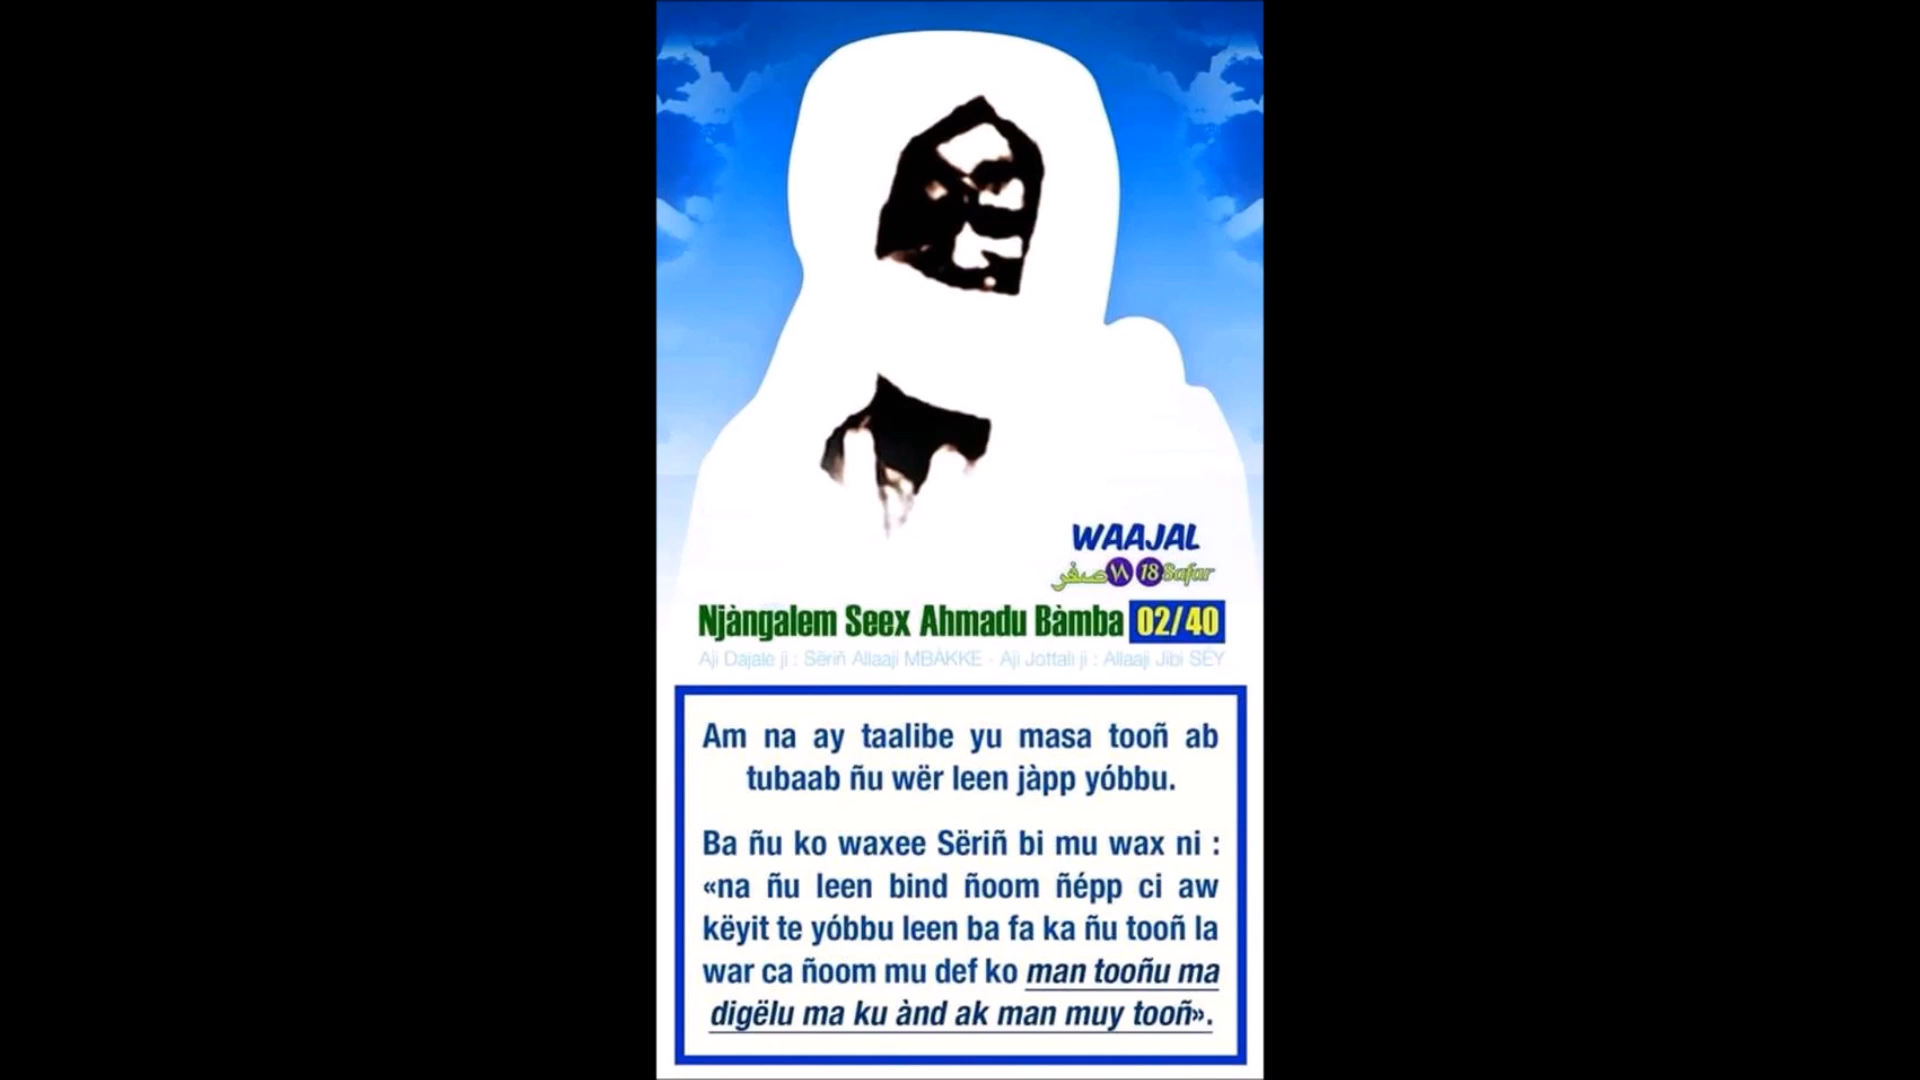 WAAJAL
صفر ١٨ 18 Safar
Njàngalem Seex Ahmadu Bàmba 02/40
Aji Dajale ji : Sëriñ Allaaji MBÀKKE - Aji Jottali ji : Allaaji Jibi SÉY
Am na ay taalibe yu masa tooñ ab
tubaab ñu wër leen jàpp yóbbu.
Ba ñu ko waxee Sëriñ bi mu wax ni :
«na ñu leen bind ñoom ñépp ci aw
këyit te yóbbu leen ba fa ka ñu tooñ la
war ca ñoom mu def ko man tooñu ma
digëlu ma ku ànd ak man muy tooñ».